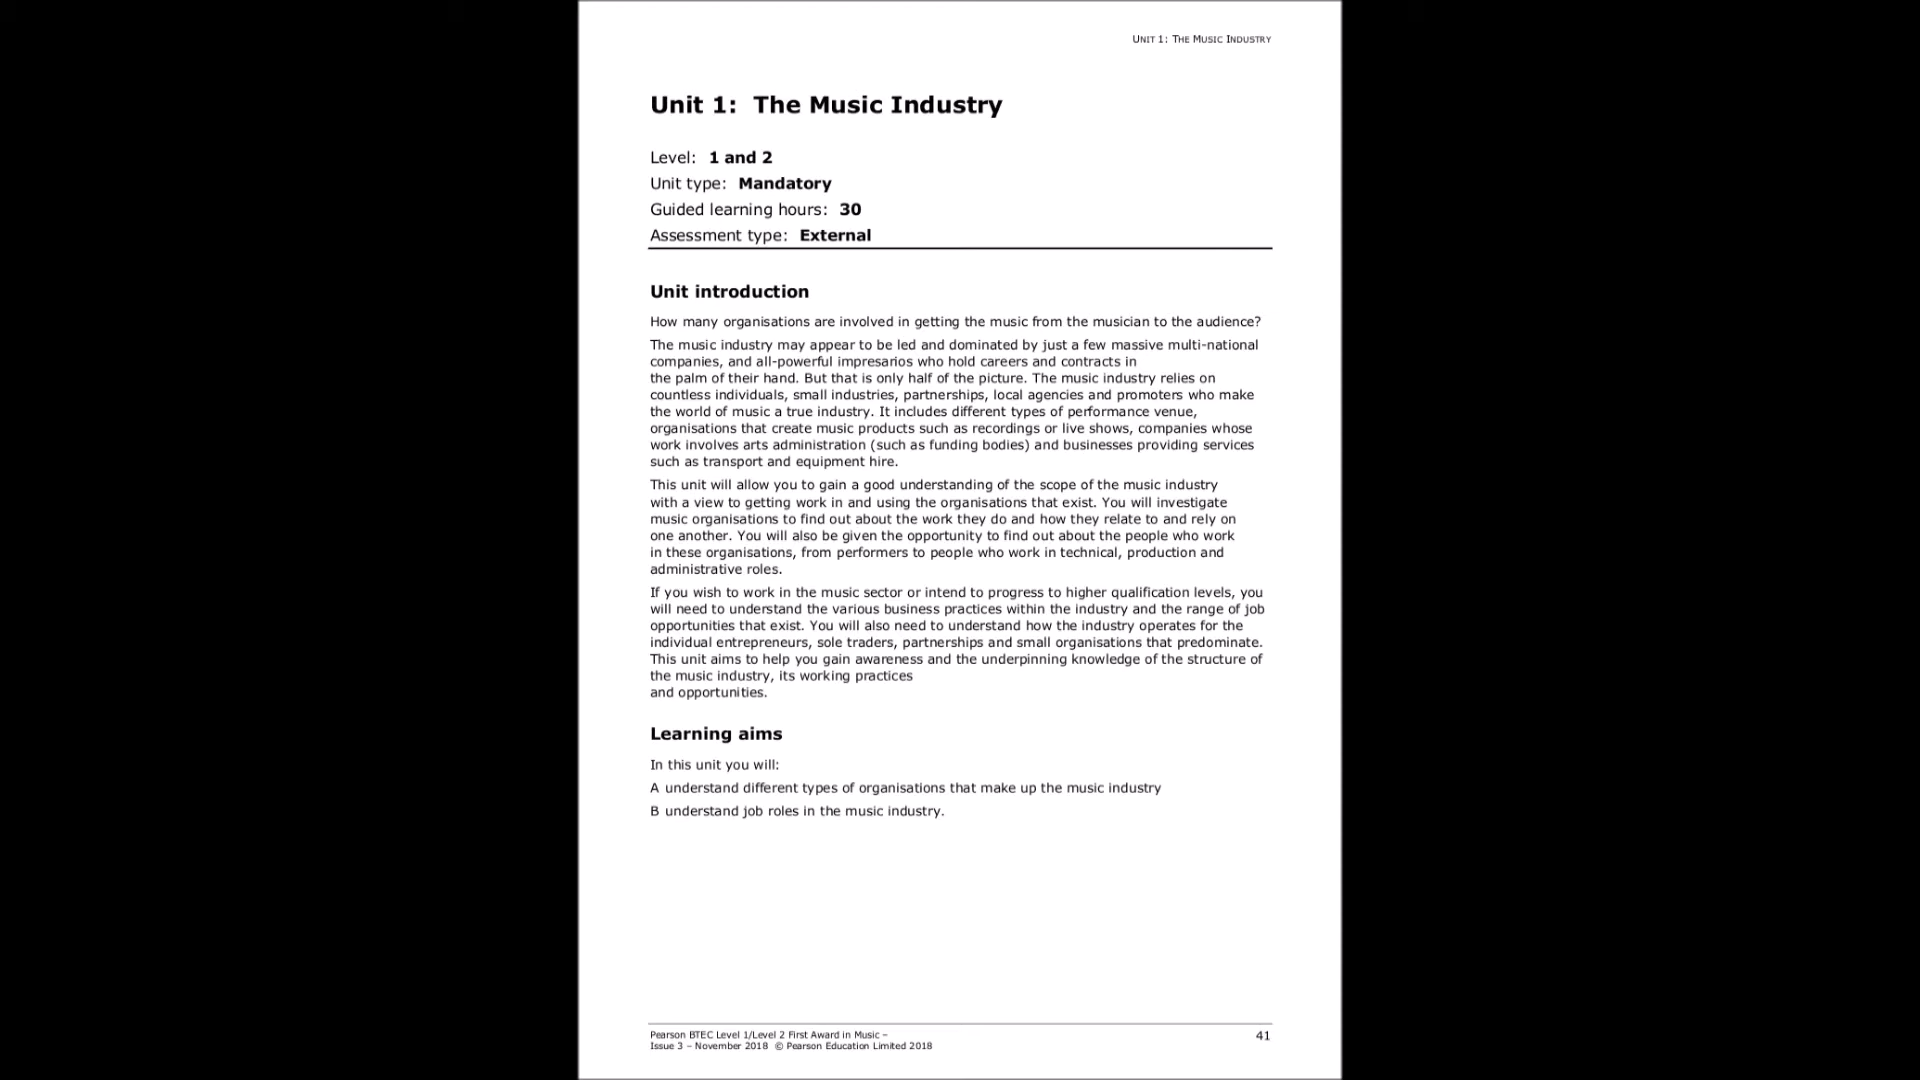 UNIT 1: THE MUSIC INDUSTRY
Unit 1: The Music Industry
Level: 1 and 2
Unit type: Mandatory
Guided learning hours: 30
Assessment type: External
Unit introduction
How many organisations are involved in getting the music from the musician to the audience?
The music industry may appear to be led and dominated by just a few massive multi-national
companies, and all-powerful impresarios who hold careers and contracts in
the palm of their hand. But that is only half of the picture. The music industry relies on
countless individuals, small industries, partnerships, local agencies and promoters who make
the world of music a true industry. It includes different types of performance venue,
organisations that create music products such as recordings or live shows, companies whose
work involves arts administration (such as funding bodies) and businesses providing services
such as transport and equipment hire.
This unit will allow you to gain a good understanding of the scope of the music industry
with a view to getting work in and using the organisations that exist. You will investigate
music organisations to find out about the work they do and how they relate to and rely on
one another. You will also be given the opportunity to find out about the people who work
in these organisations, from performers to people who work in technical, production and
administrative roles.
If you wish to work in the music sector or intend to progress to higher qualification levels, you
will need to understand the various business practices within the industry and the range of job
opportunities that exist. You will also need to understand how the industry operates for the
individual entrepreneurs, sole traders, partnerships and small organisations that predominate.
This unit aims to help you gain awareness and the underpinning knowledge of the structure of
the music industry, its working practices
and opportunities.
Learning aims
In this unit you will:
A understand different types of organisations that make up the music industry
B understand job roles in the music industry.
Pearson BTEC Level 1/Level 2 First Award in Music –
Issue 3 – November 2018 © Pearson Education Limited 2018
41